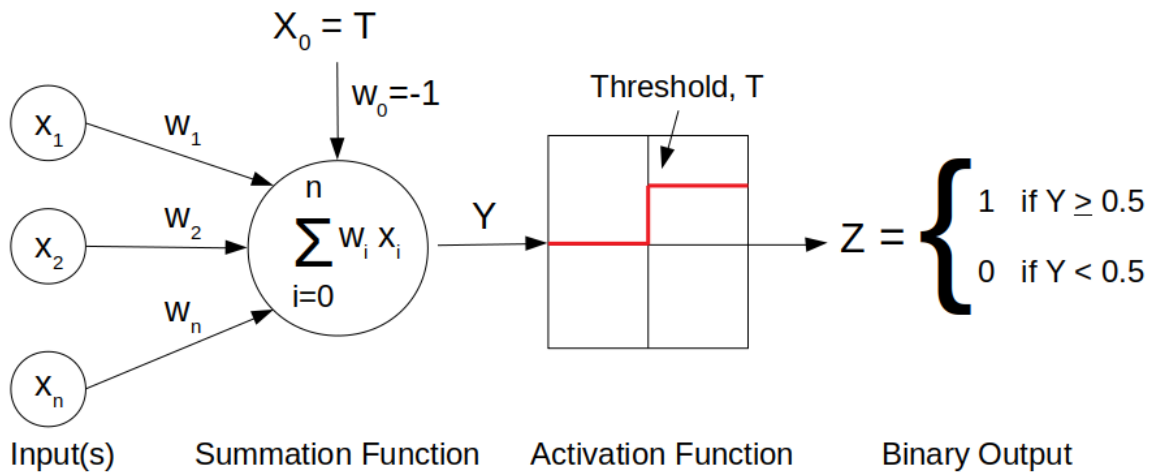 X₀ = T
w₀=-1
Threshold, T
x₁
w₁
x₂
w₂
xₙ
wₙ
n
∑ wᵢ xᵢ
i=0
Y
Z = {
1 if Y ≥ 0.5
0 if Y < 0.5
Input(s)
Summation Function
Activation Function
Binary Output